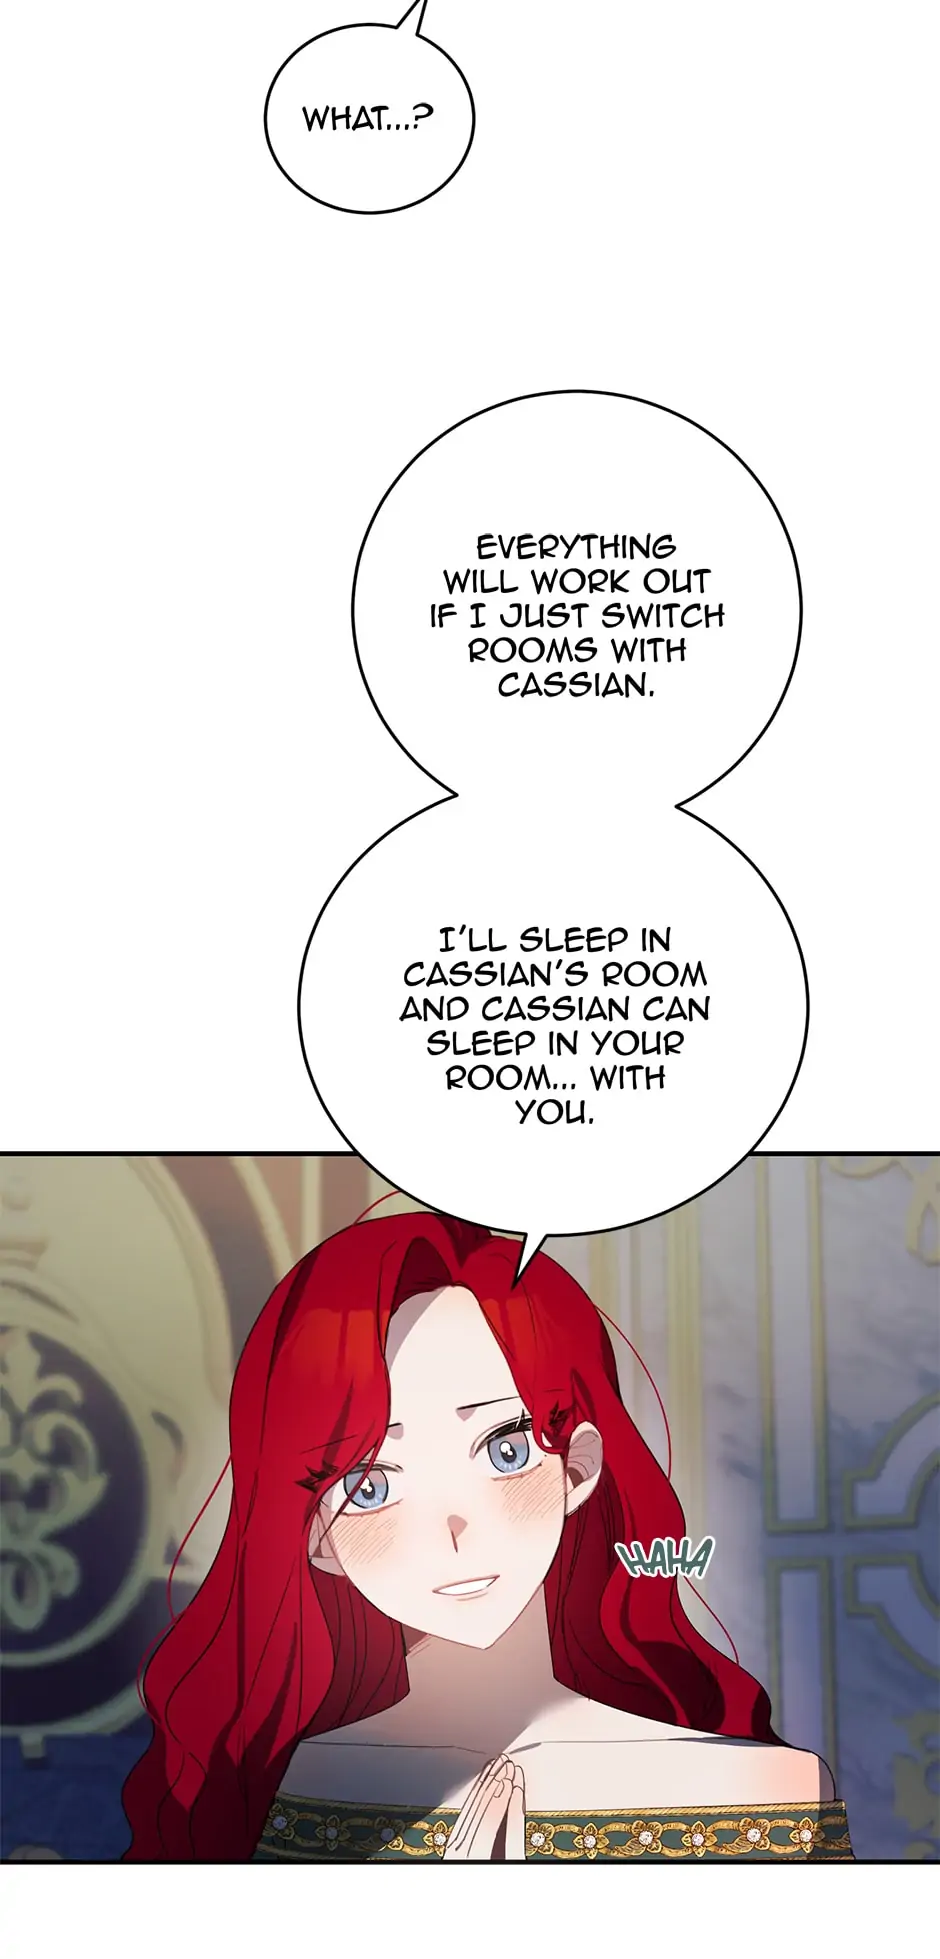 WHAT...?
EVERYTHING
WILL WORK OUT
IF I JUST SWITCH
ROOMS WITH
CASSIAN.
I'LL SLEEP IN
CASSIAN'S ROOM
AND CASSIAN CAN
SLEEP IN YOUR
ROOM... WITH
YOU.
HAHA